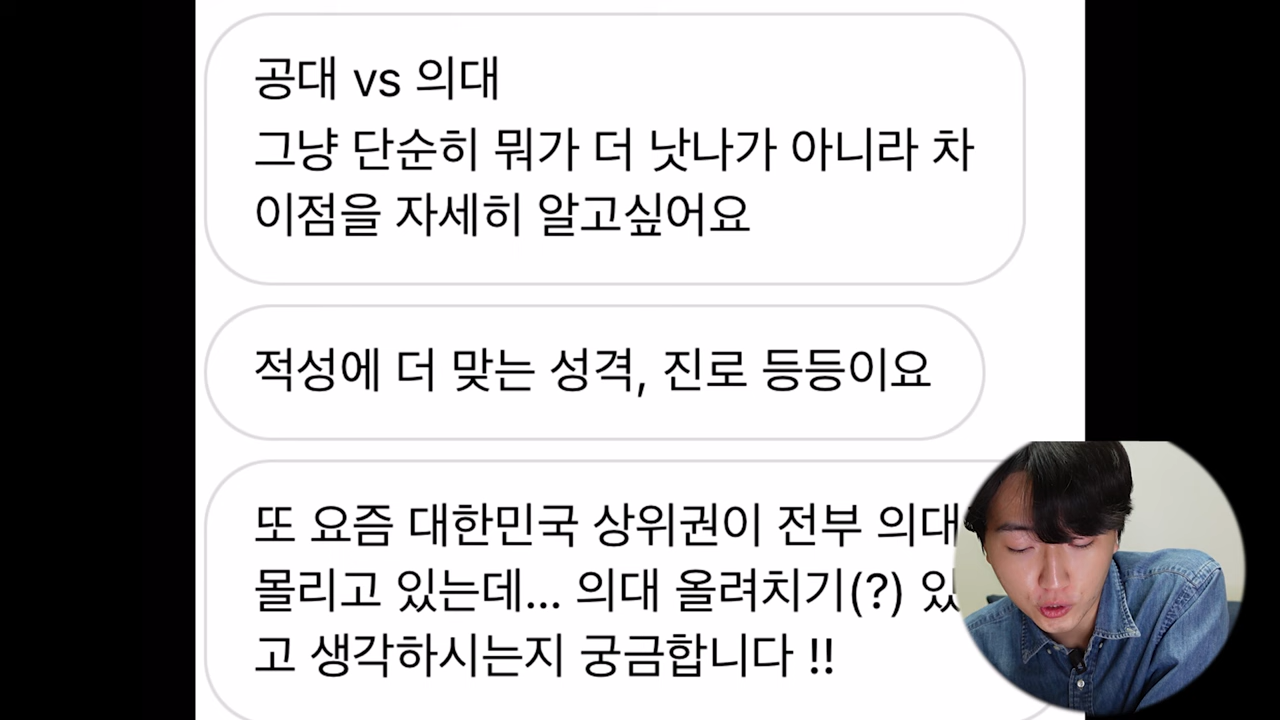 공대 vs 의대
그냥 단순히 뭐가 더 낫나가 아니라 차
이점을 자세히 알고싶어요
적성에 더 맞는 성격, 진로 등등이요
또 요즘 대한민국 상위권이 전부 의대
몰리고 있는데... 의대 올려치기(?) 있
고 생각하시는지 궁금합니다 !!